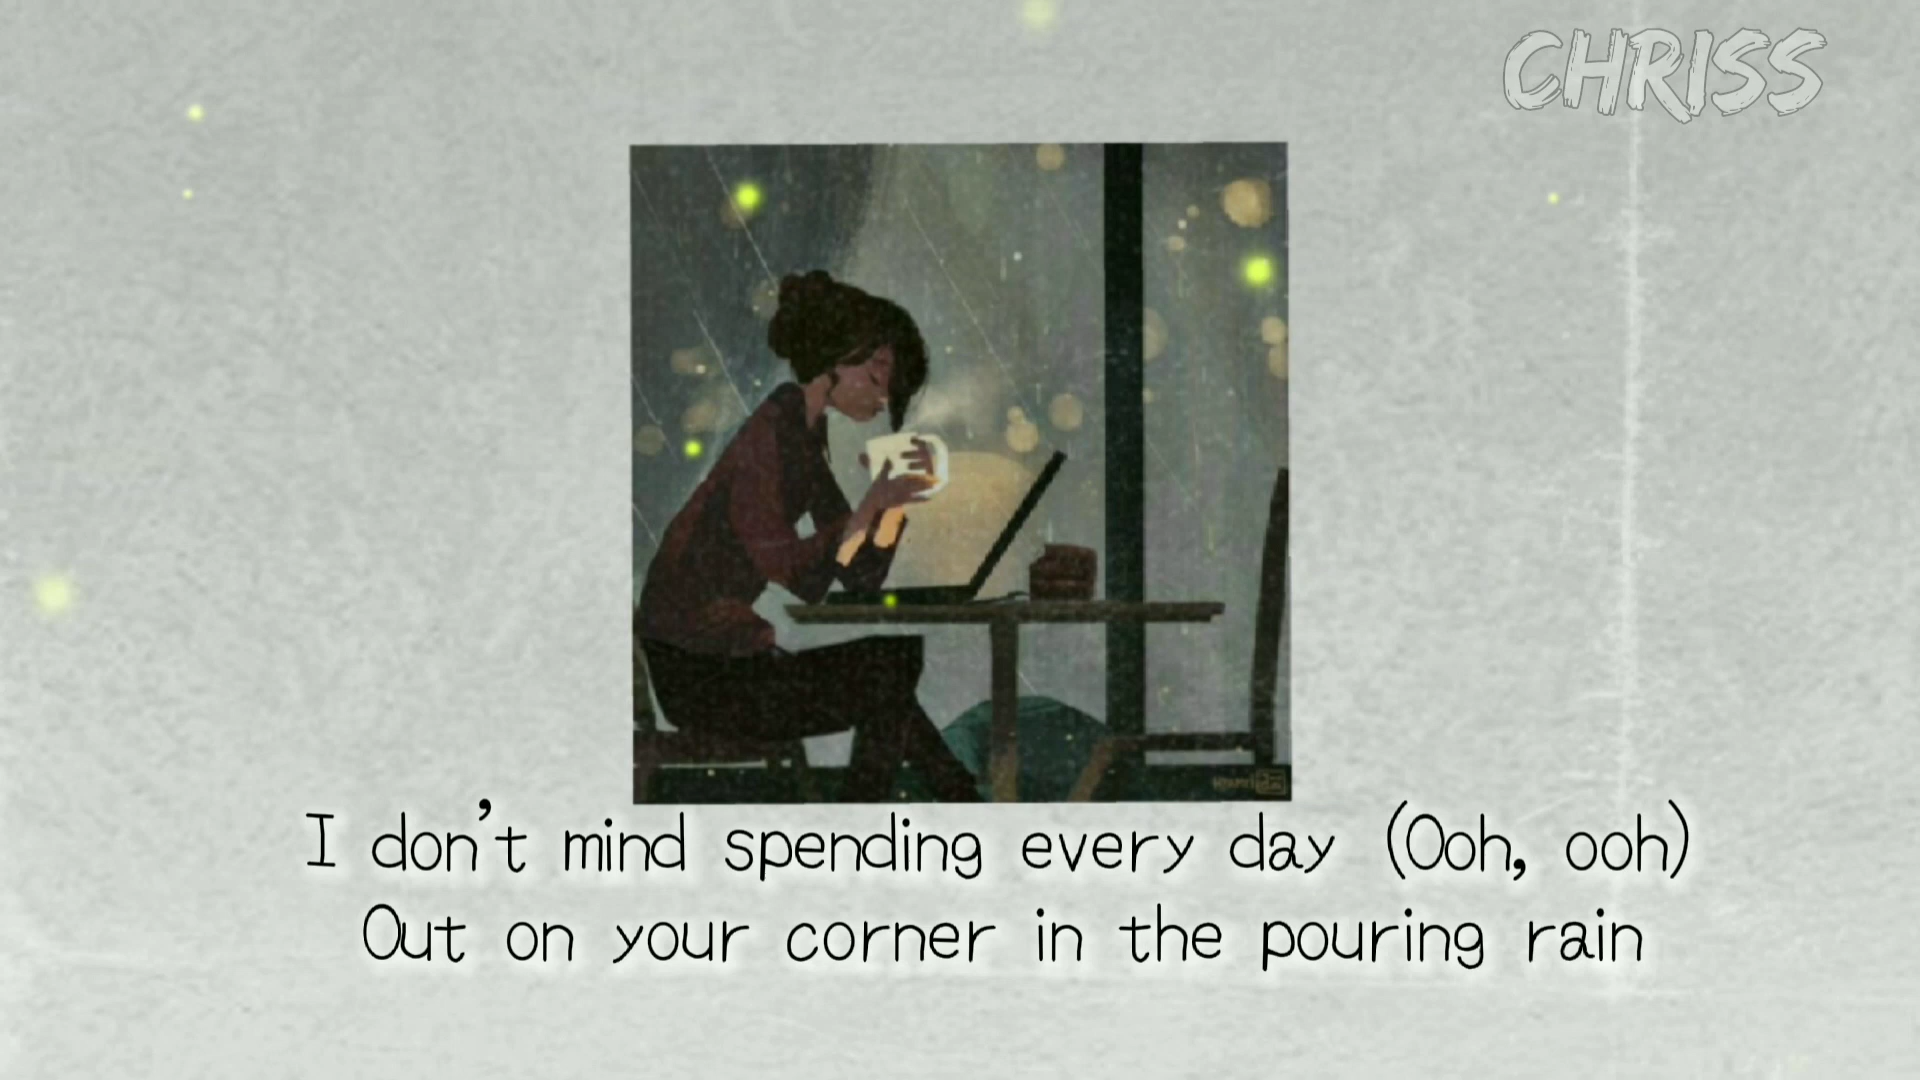 CHRISS
I don't mind spending every day (Ooh, ooh)
Out on your corner in the pouring rain